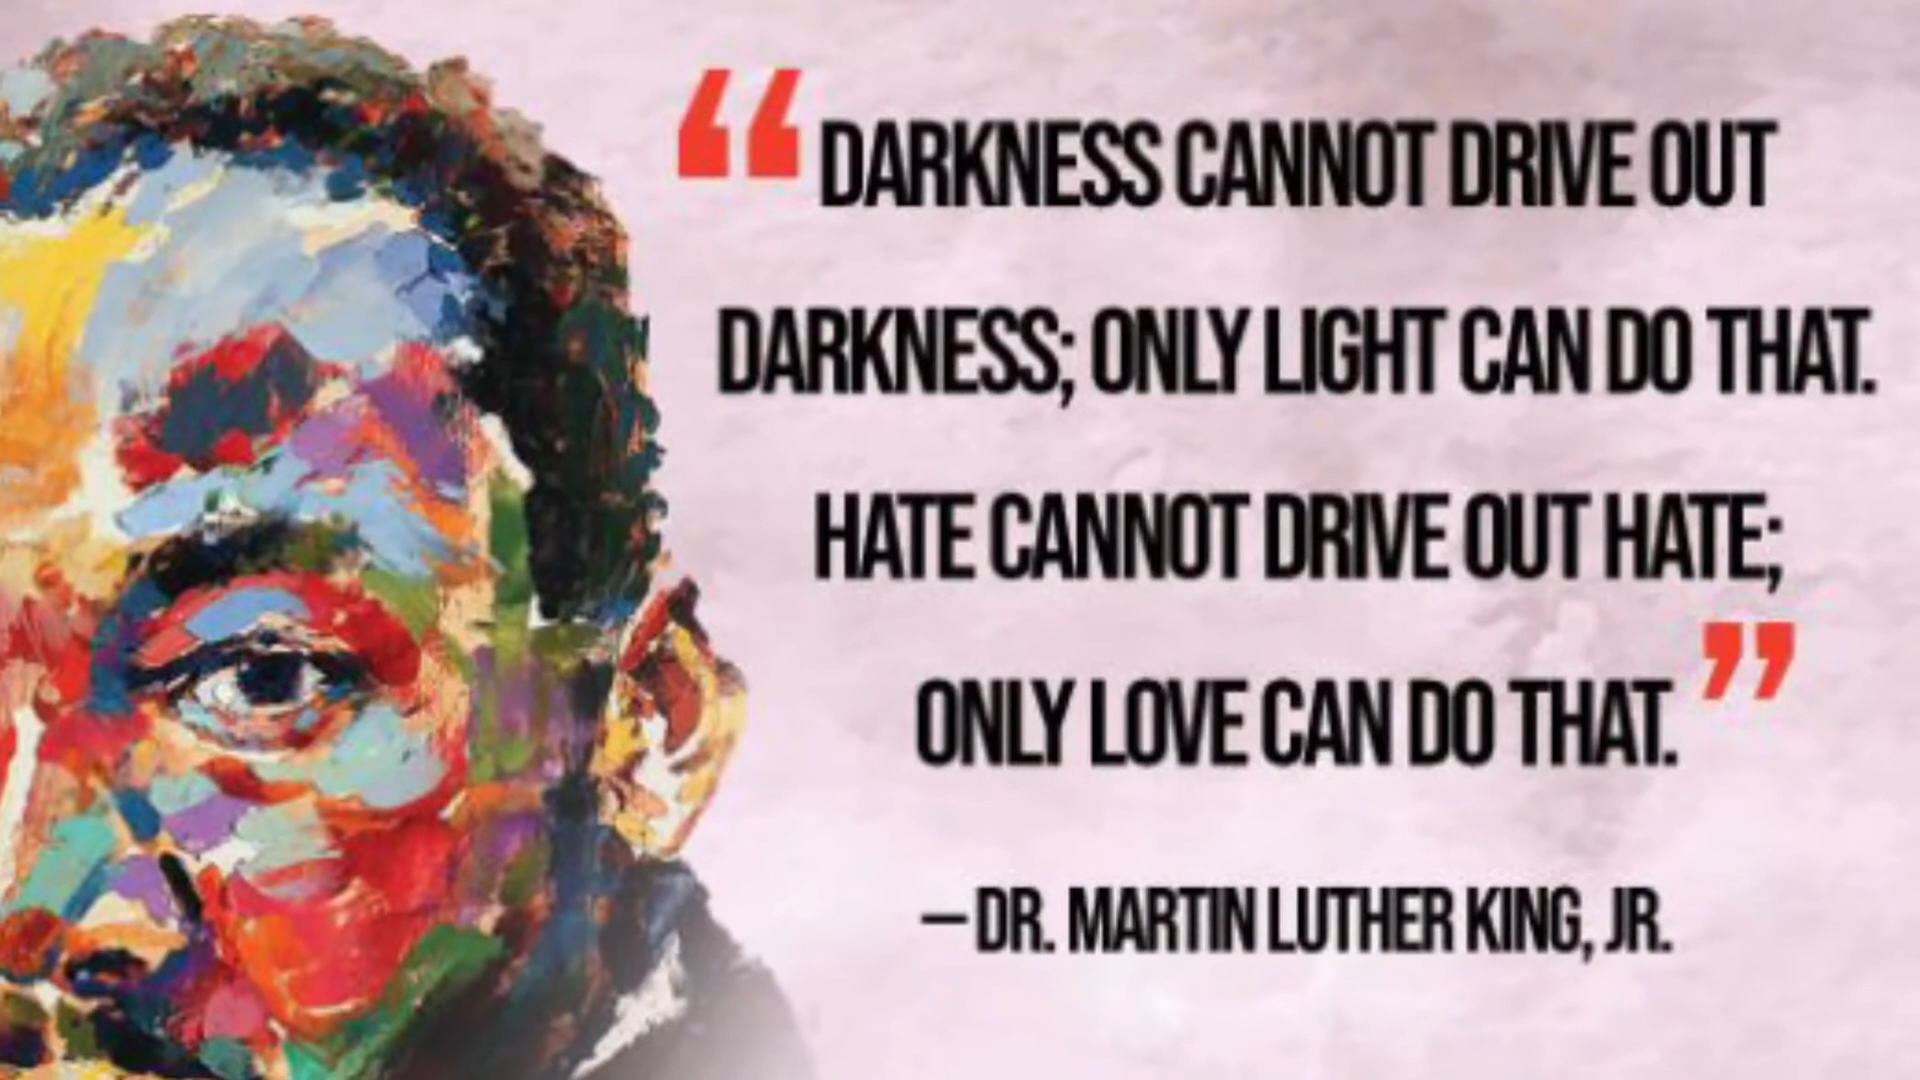 “DARKNESS CANNOT DRIVE OUT
DARKNESS; ONLY LIGHT CAN DO THAT.
HATE CANNOT DRIVE OUT HATE;
ONLY LOVE CAN DO THAT.”
—DR. MARTIN LUTHER KING, JR.